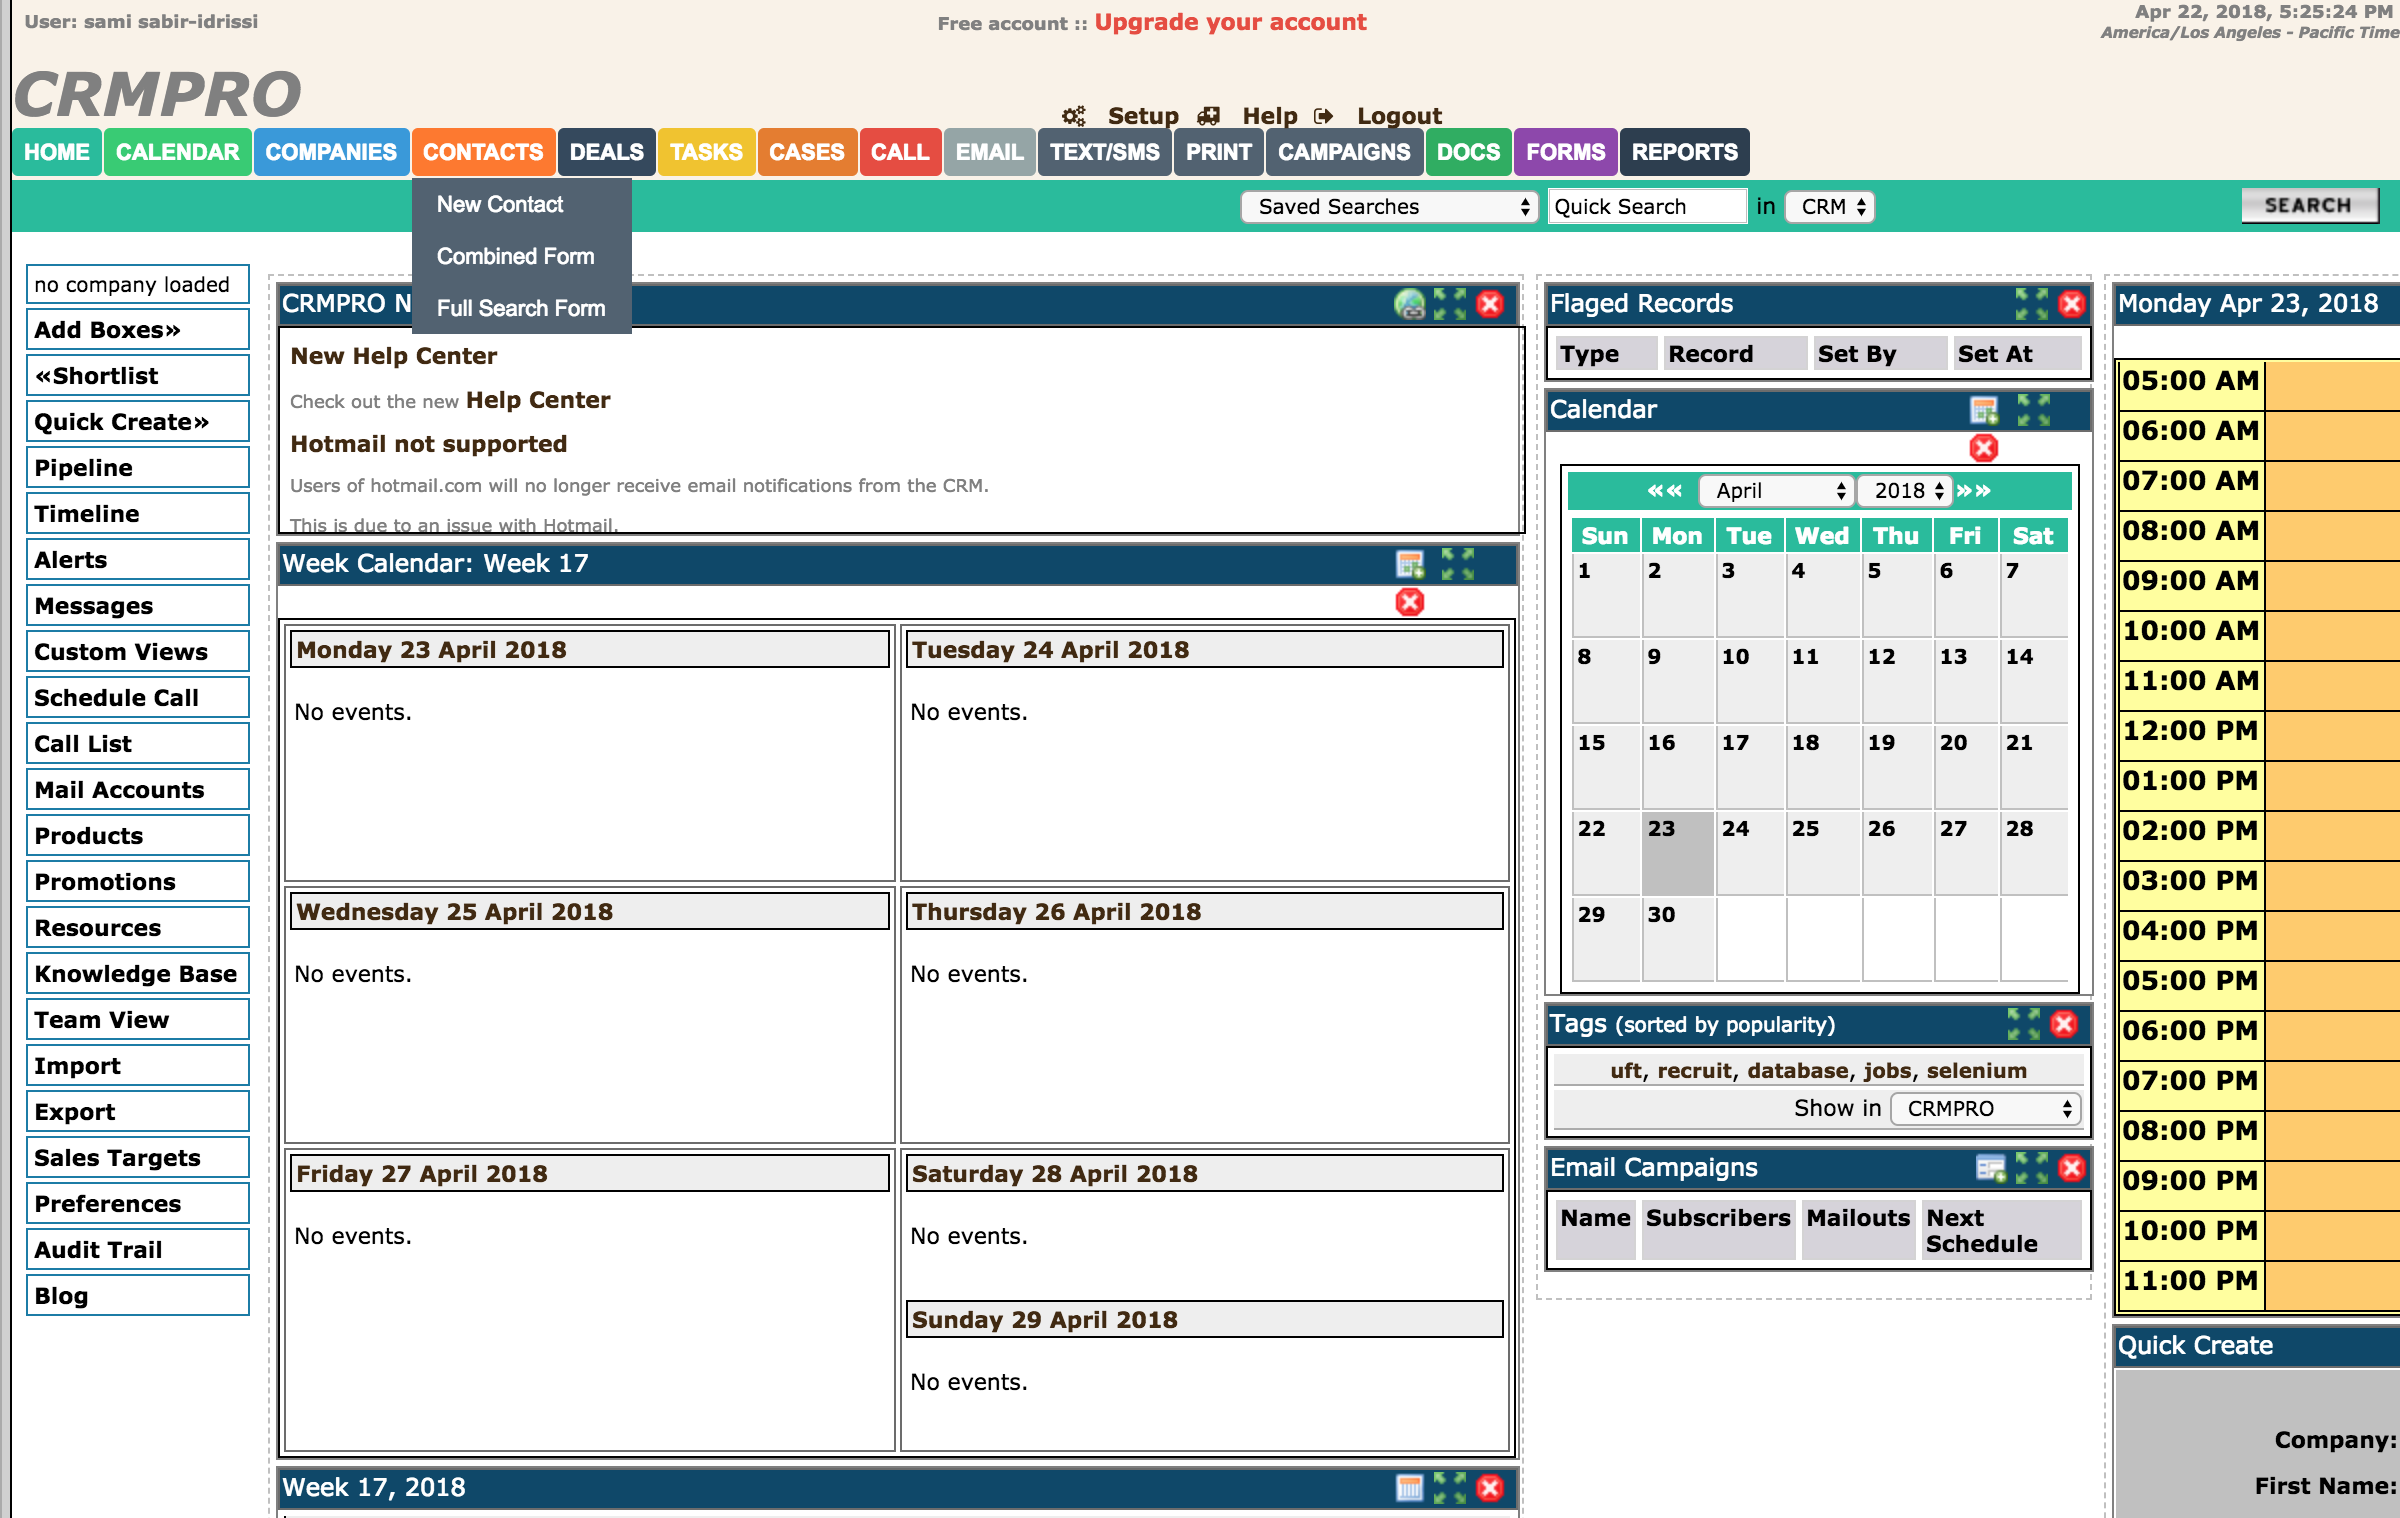 User: sami sabir-idrissi
Free account :: Upgrade your account
Apr 22, 2018, 5:25:24 PM
America/Los Angeles - Pacific Time
CRMPRO
Setup Help Logout
HOME CALENDAR COMPANIES CONTACTS DEALS TASKS CASES CALL EMAIL TEXT/SMS PRINT CAMPAIGNS DOCS FORMS REPORTS
New Contact
Combined Form
Full Search Form
Saved Searches Quick Search in CRM SEARCH
no company loaded
Add Boxes»
«Shortlist
Quick Create»
Pipeline
Timeline
Alerts
Messages
Custom Views
Schedule Call
Call List
Mail Accounts
Products
Promotions
Resources
Knowledge Base
Team View
Import
Export
Sales Targets
Preferences
Audit Trail
Blog
CRMPRO N
New Help Center
Check out the new Help Center
Hotmail not supported
Users of hotmail.com will no longer receive email notifications from the CRM.
This is due to an issue with Hotmail.
Week Calendar: Week 17
Monday 23 April 2018
No events.
Tuesday 24 April 2018
No events.
Wednesday 25 April 2018
No events.
Thursday 26 April 2018
No events.
Friday 27 April 2018
No events.
Saturday 28 April 2018
No events.
Sunday 29 April 2018
No events.
Week 17, 2018
Flaged Records
Type Record Set By Set At
Calendar
«« April 2018 »»
Sun Mon Tue Wed Thu Fri Sat
1 2 3 4 5 6 7
8 9 10 11 12 13 14
15 16 17 18 19 20 21
22 23 24 25 26 27 28
29 30
Tags (sorted by popularity)
uft, recruit, database, jobs, selenium
Show in CRMPRO
Email Campaigns
Name Subscribers Mailouts Next
Schedule
Monday Apr 23, 2018
05:00 AM
06:00 AM
07:00 AM
08:00 AM
09:00 AM
10:00 AM
11:00 AM
12:00 PM
01:00 PM
02:00 PM
03:00 PM
04:00 PM
05:00 PM
06:00 PM
07:00 PM
08:00 PM
09:00 PM
10:00 PM
11:00 PM
Quick Create
Company:
First Name: